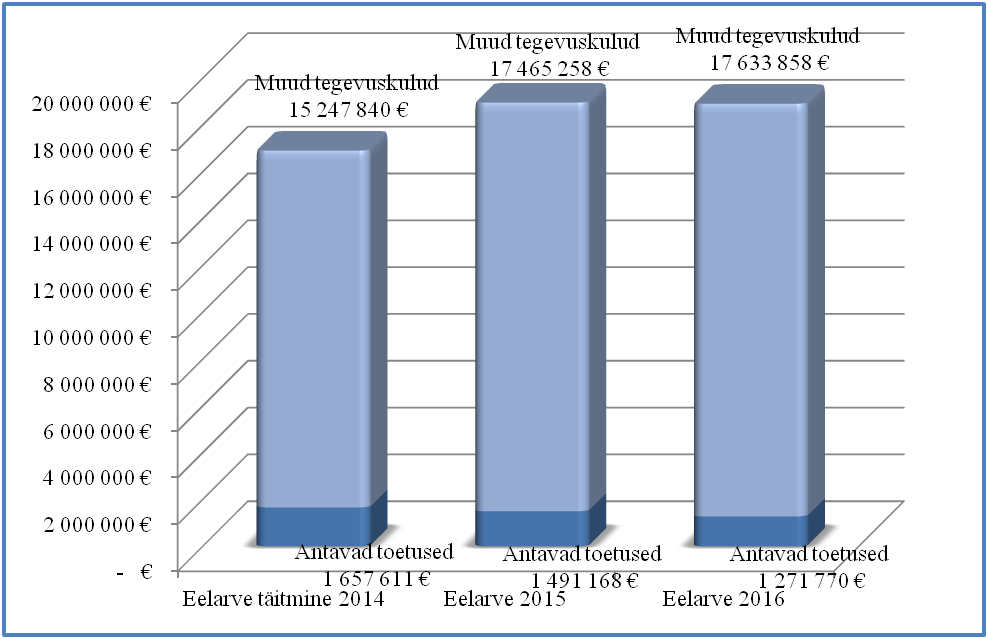 Muud tegevuskulud
15 247 840 €
Muud tegevuskulud
17 465 258 €
Muud tegevuskulud
17 633 858 €
20 000 000 €
18 000 000 €
16 000 000 €
14 000 000 €
12 000 000 €
10 000 000 €
8 000 000 €
6 000 000 €
4 000 000 €
2 000 000 €
- €
Antavad toetused
1 657 611 €
Antavad toetused
1 491 168 €
Antavad toetused
1 271 770 €
Eelarve täitmine 2014
Eelarve 2015
Eelarve 2016